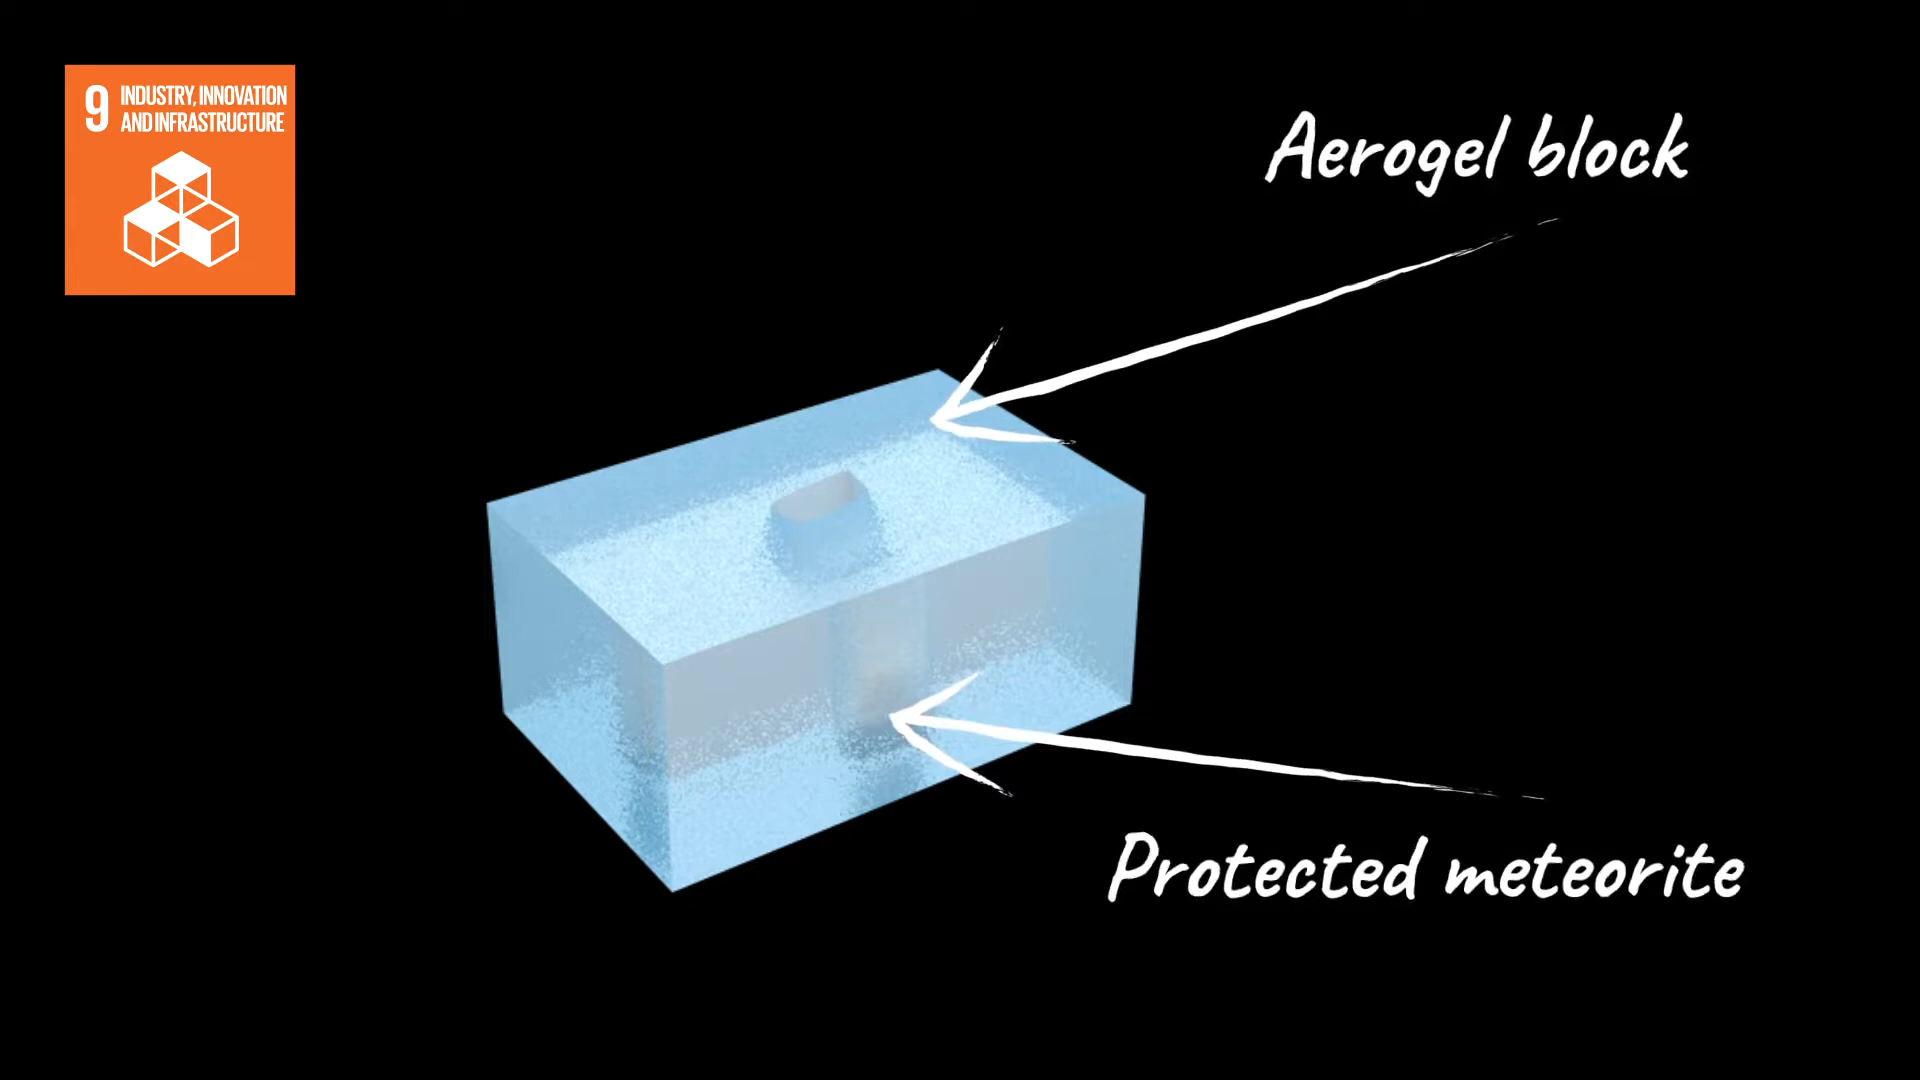 9
INDUSTRY, INNOVATION
AND INFRASTRUCTURE
Aerogel block
Protected meteorite